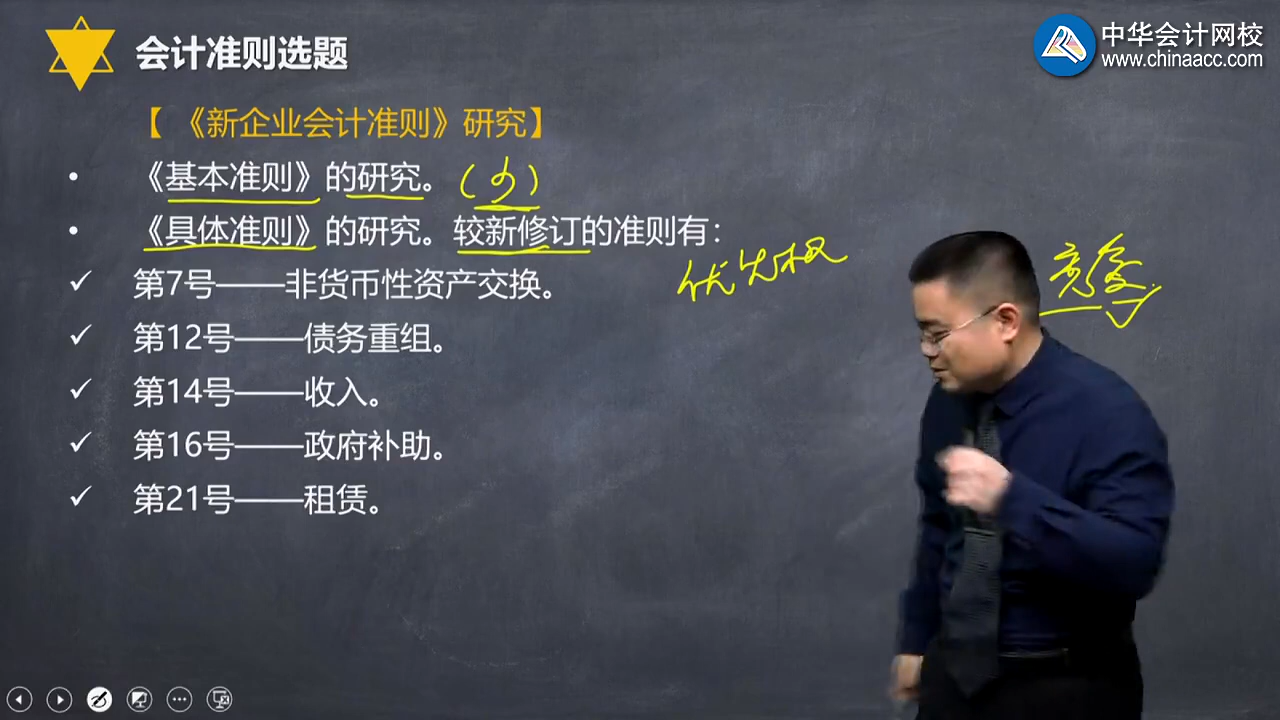 会计准则选题
中华会计网校
www.chinaacc.com
【《新企业会计准则》研究】
• 《基本准则》的研究。(少)
• 《具体准则》的研究。较新修订的准则有：
优先权
✓ 第7号——非货币性资产交换。
✓ 第12号——债务重组。
✓ 第14号——收入。
✓ 第16号——政府补助。
✓ 第21号——租赁。